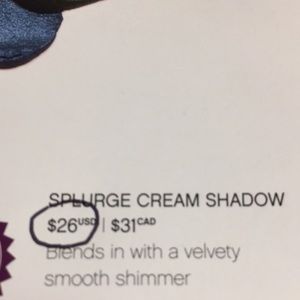 SPLURGE CREAM SHADOW
$26USD | $31CAD
Blends in with a velvety
smooth shimmer